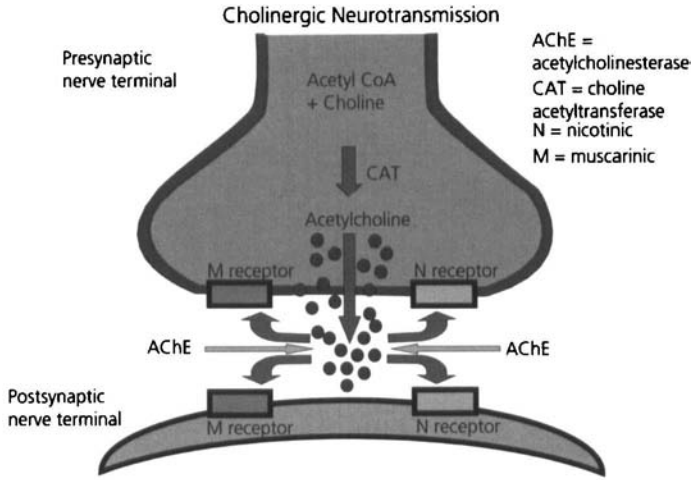 Cholinergic Neurotransmission
Presynaptic
nerve terminal
AChE =
acetylcholinesterase
CAT = choline
acetyltransferase
N = nicotinic
M = muscarinic
Acetyl CoA
+ Choline
CAT
Acetylcholine
M receptor
N receptor
AChE
AChE
Postsynaptic
nerve terminal
M receptor
N receptor